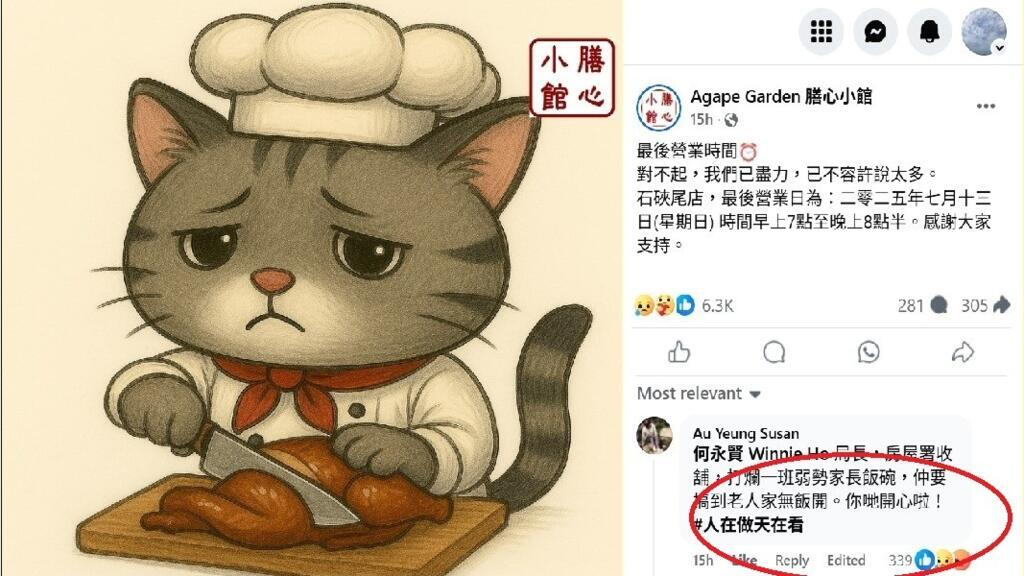 膳心
小館
Agape Garden 膳心小館
15h ·
最後營業時間⏰
對不起，我們已盡力，已不容許說太多。
石硤尾店，最後營業日為：二零二五年七月十三
日(星期日) 時間早上7點至晚上8點半。感謝大家
支持。
6.3K 281 305
Most relevant
Au Yeung Susan
何永賢 Winnie Ho 局長，房屋署收
舖，打爛一班弱勢家長飯碗，仲要
搞到老人家無飯開。你哋開心啦！
#人在做天在看
15h Like Reply Edited 339